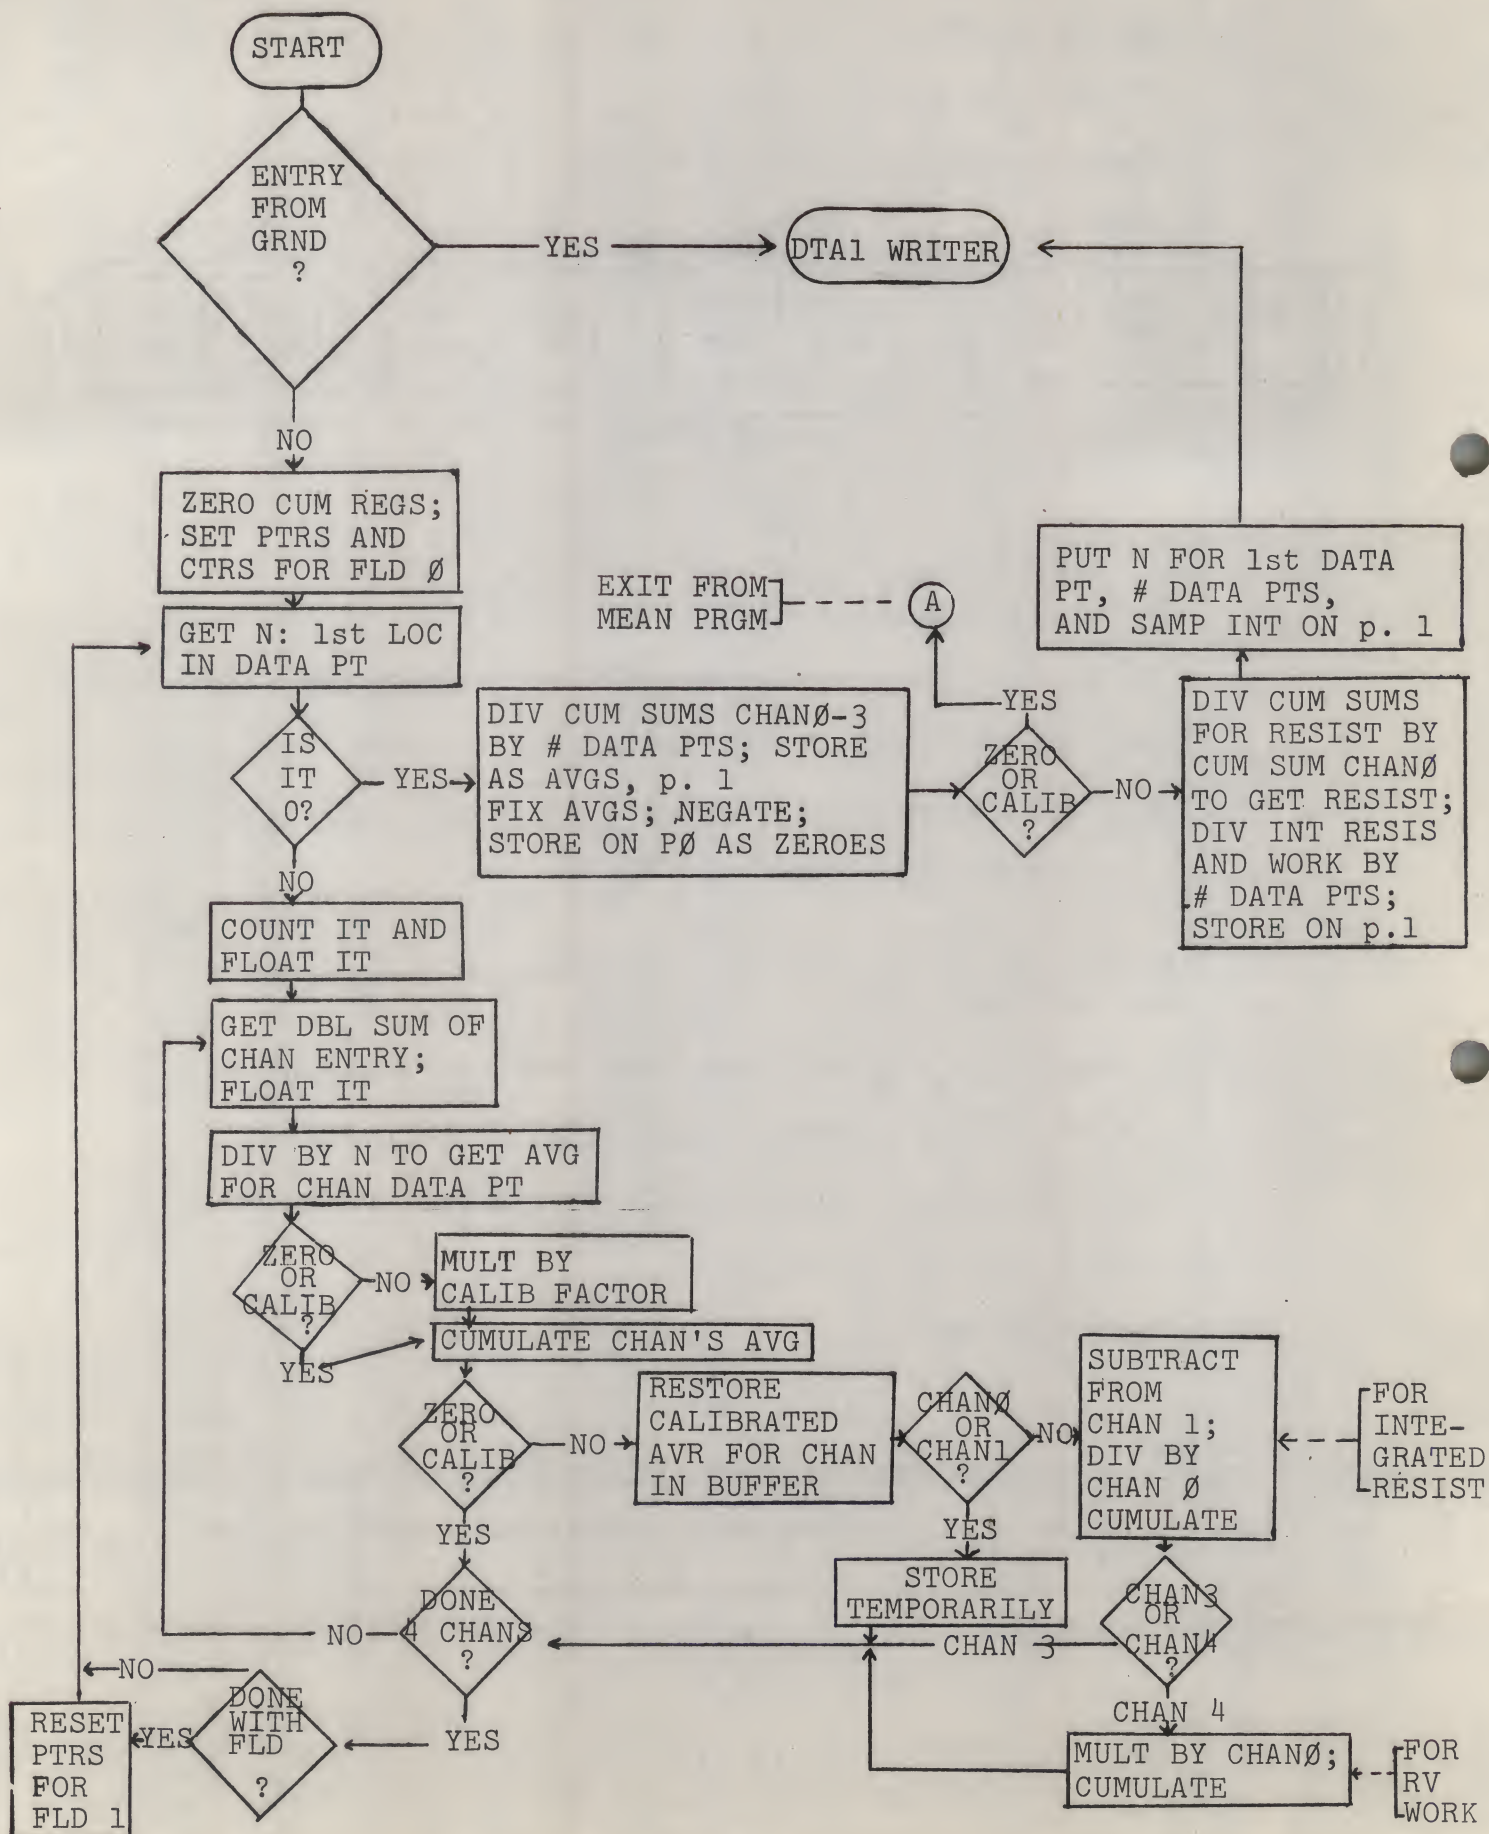 START
ENTRY
FROM
GRND
?
YES
DTA1 WRITER
NO
ZERO CUM REGS;
SET PTRS AND
CTRS FOR FLD Ø
GET N: 1st LOC
IN DATA PT
IS
IT
0?
YES
DIV CUM SUMS CHANØ-3
BY # DATA PTS; STORE
AS AVGS, p. 1
FIX AVGS; NEGATE;
STORE ON PØ AS ZEROES
ZERO
OR
CALIB
?
YES
A
EXIT FROM
MEAN PRGM
NO
DIV CUM SUMS
FOR RESIST BY
CUM SUM CHANØ
TO GET RESIST;
DIV INT RESIS
AND WORK BY
# DATA PTS;
STORE ON p.1
PUT N FOR 1st DATA
PT, # DATA PTS,
AND SAMP INT ON p. 1
NO
COUNT IT AND
FLOAT IT
GET DBL SUM OF
CHAN ENTRY;
FLOAT IT
DIV BY N TO GET AVG
FOR CHAN DATA PT
ZERO
OR
CALIB
?
NO
MULT BY
CALIB FACTOR
YES
CUMULATE CHAN'S AVG
ZERO
OR
CALIB
?
NO
RESTORE
CALIBRATED
AVR FOR CHAN
IN BUFFER
CHANØ
OR
CHAN1
?
NO
SUBTRACT
FROM
CHAN 1;
DIV BY
CHAN Ø
CUMULATE
FOR
INTE-
GRATED
RESIST
YES
STORE
TEMPORARILY
YES
DONE
4 CHANS
?
NO
CHAN 3
CHAN3
OR
CHAN4
?
CHAN 4
MULT BY CHANØ;
CUMULATE
FOR
RV
WORK
YES
DONE
WITH
FLD
?
NO
YES
RESET
PTRS
FOR
FLD 1